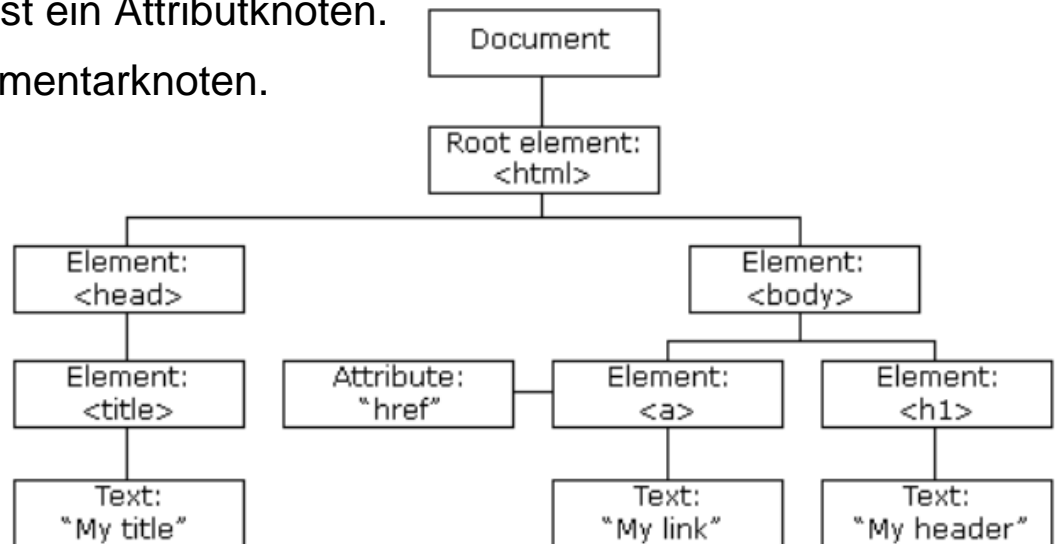 st ein Attributknoten.
mentarknoten.
Document
Root element:
<html>
Element:
<head>
Element:
<body>
Element:
<title>
Attribute:
“href”
Element:
<a>
Element:
<h1>
Text:
“My title”
Text:
“My link”
Text:
“My header”